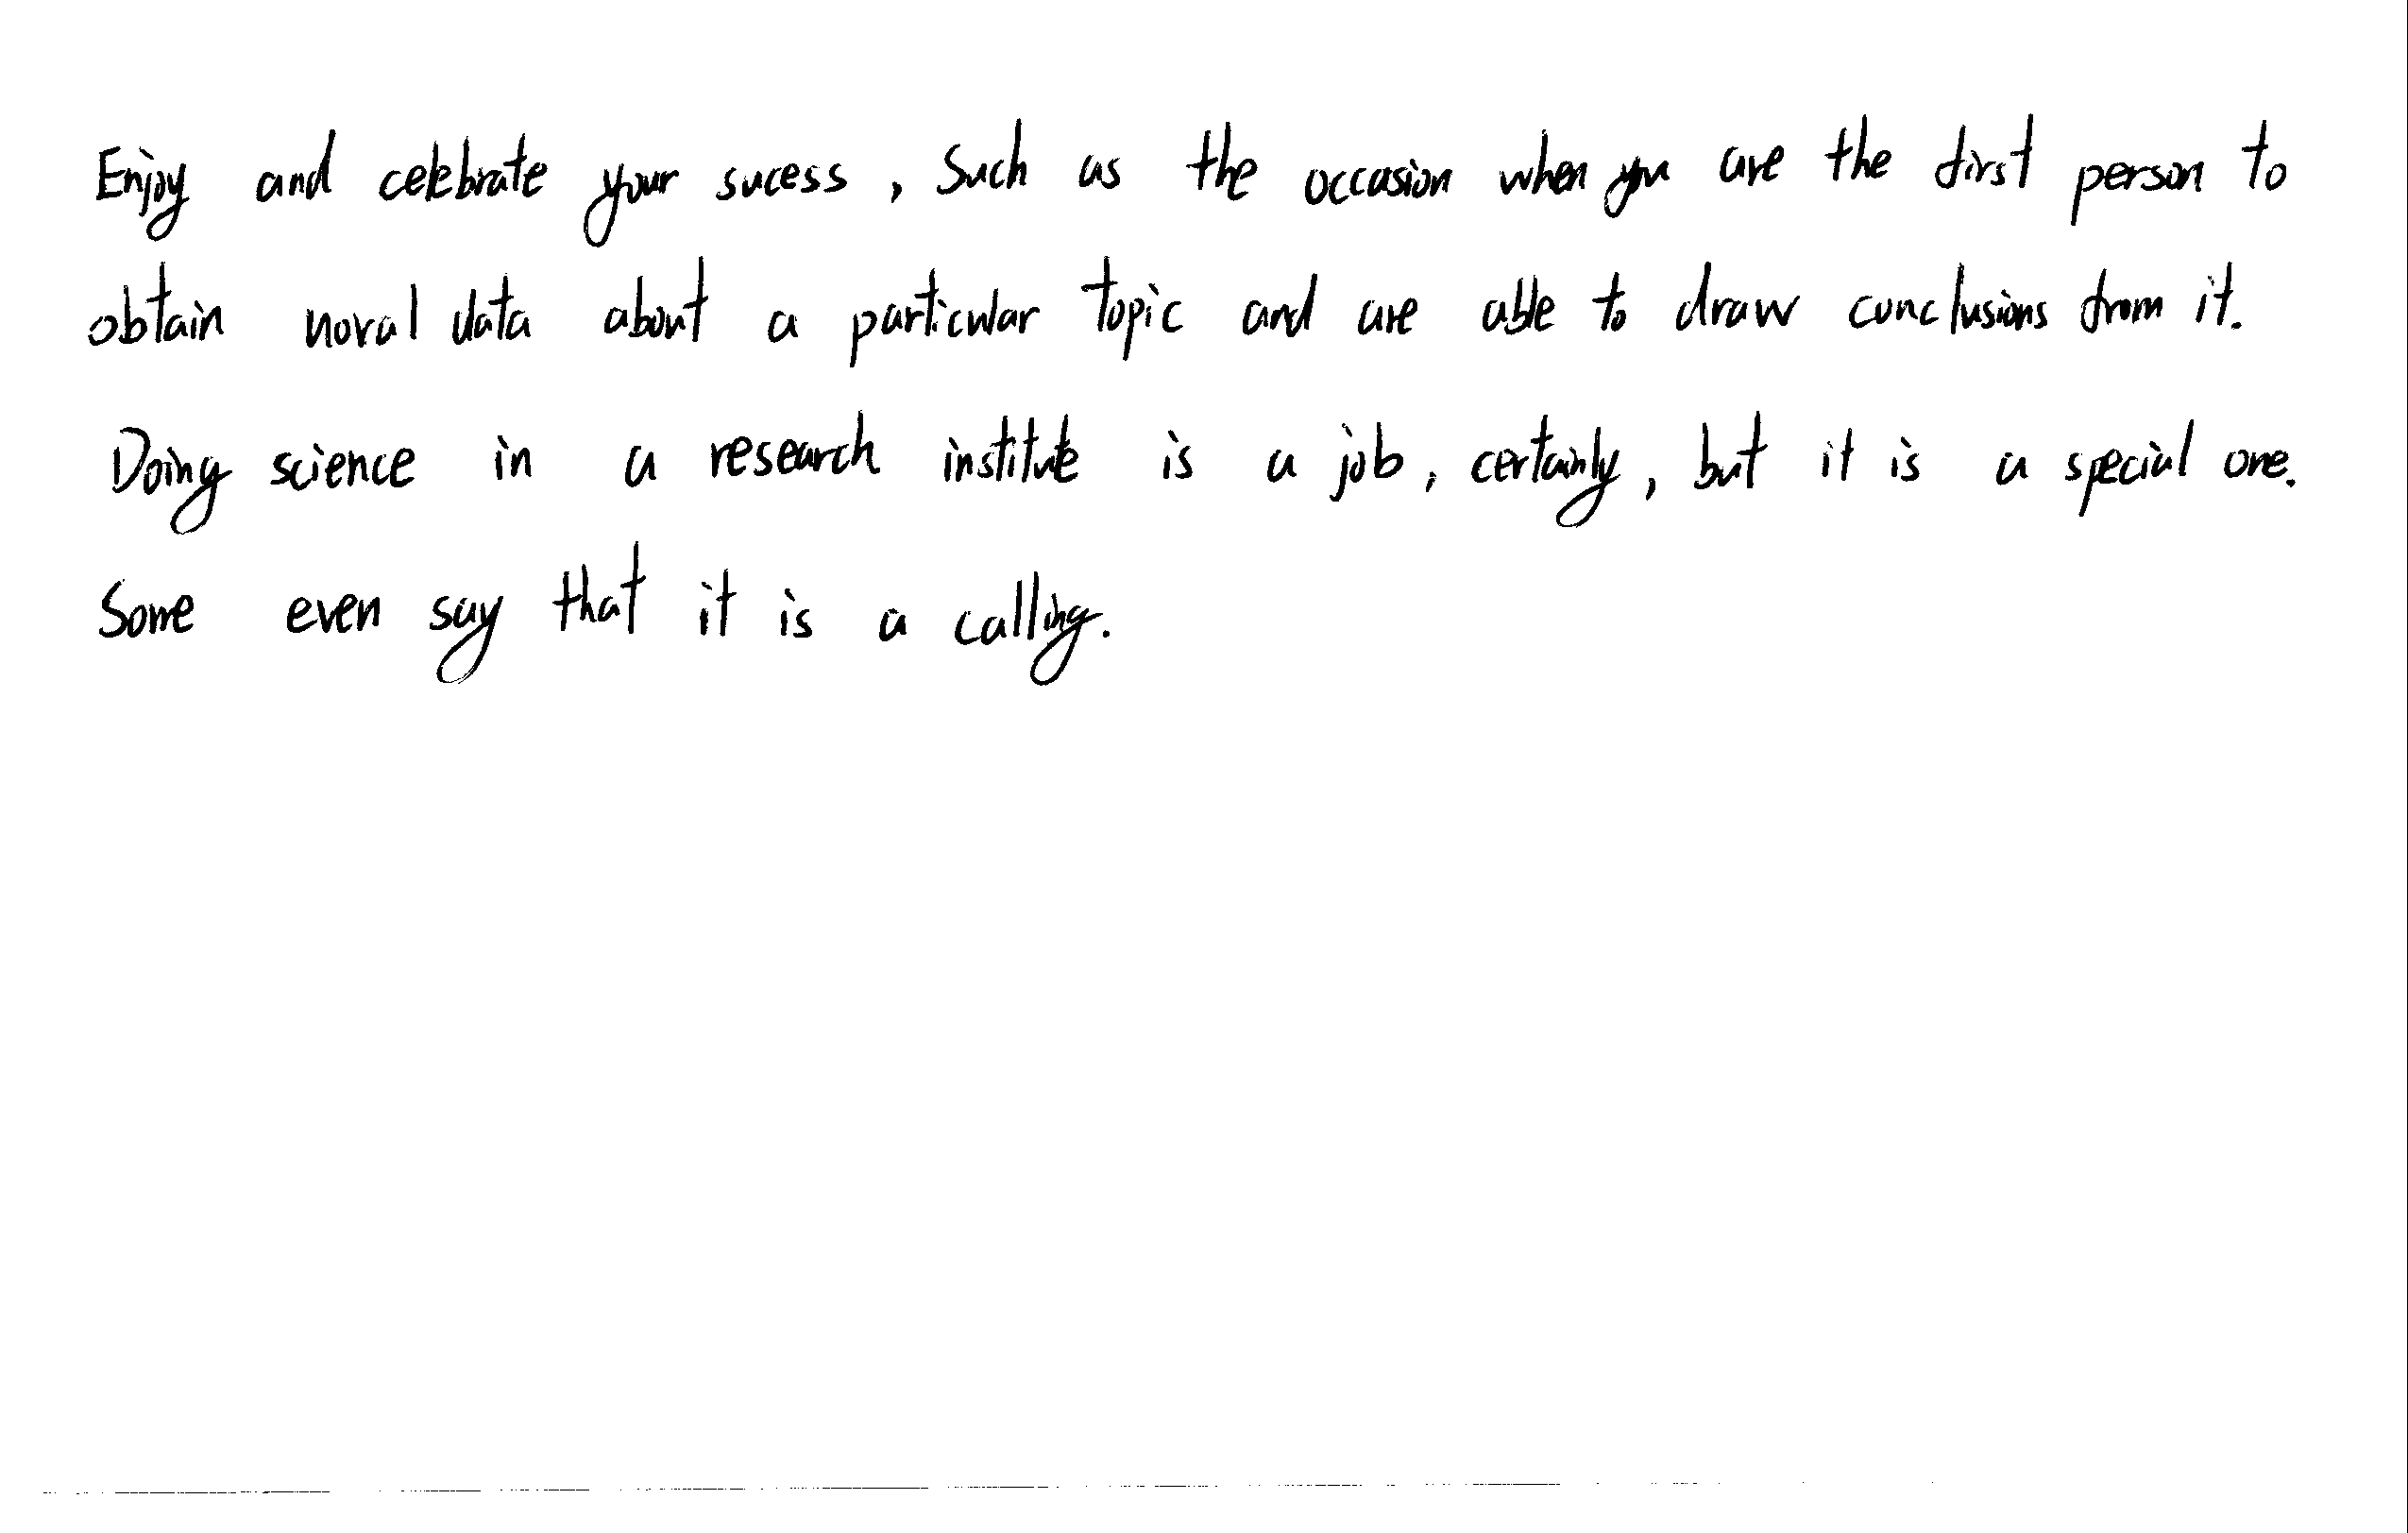 Enjoy and celebrate your sucess, Such as the occasion when you are the first person to
obtain noval data about a particular topic and are able to draw conclusions from it.
Doing science in a research institute is a job, certainly, but it is a special one.
Some even say that it is a calling.